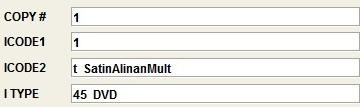 COPY # 1
ICODE1 1
ICODE2 t SatinAlinanMult
I TYPE 45 DVD